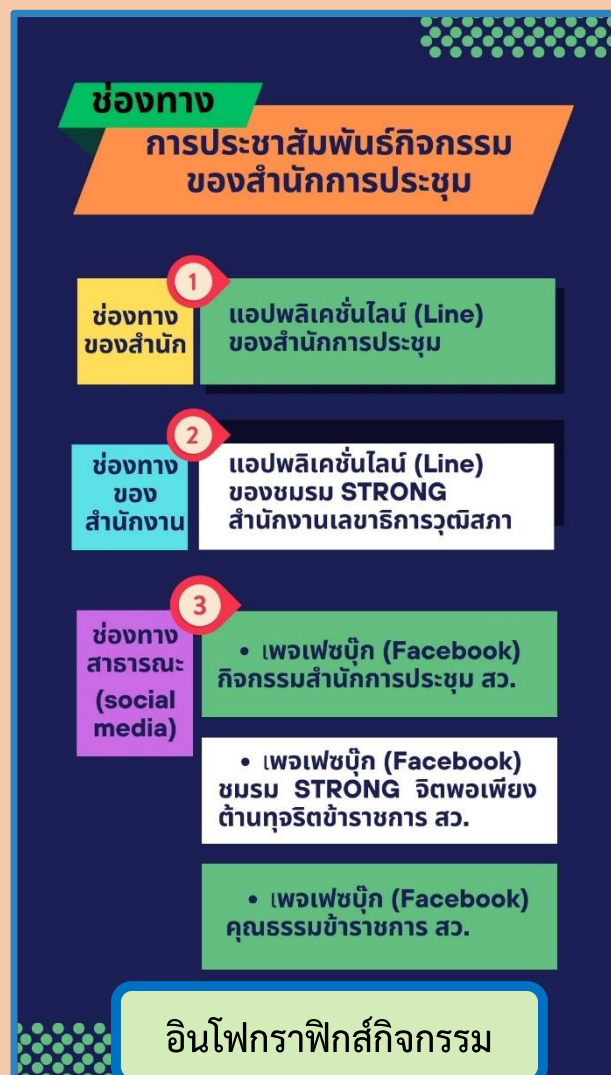 ช่องทาง
การประชาสัมพันธ์กิจกรรม
ของสำนักการประชุม
1
ช่องทาง
ของสำนัก
แอปพลิเคชั่นไลน์ (Line)
ของสำนักการประชุม
2
ช่องทาง
ของ
สำนักงาน
แอปพลิเคชั่นไลน์ (Line)
ของชมรม STRONG
สำนักงานเลขาธิการวุฒิสภา
3
ช่องทาง
สาธารณะ
(social
media)
• เพจเฟซบุ๊ก (Facebook)
กิจกรรมสำนักการประชุม สว.
• เพจเฟซบุ๊ก (Facebook)
ชมรม STRONG จิตพอเพียง
ต้านทุจริตข้าราชการ สว.
• เพจเฟซบุ๊ก (Facebook)
คุณธรรมข้าราชการ สว.
อินโฟกราฟิกส์กิจกรรม